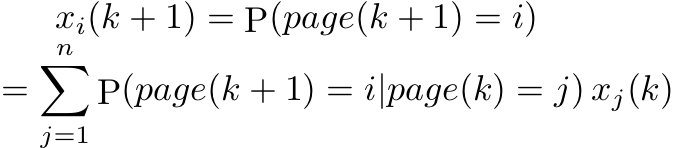 x_i(k + 1) = P(page(k + 1) = i)
= \sum_{j=1}^{n} P(page(k + 1) = i|page(k) = j) x_j(k)